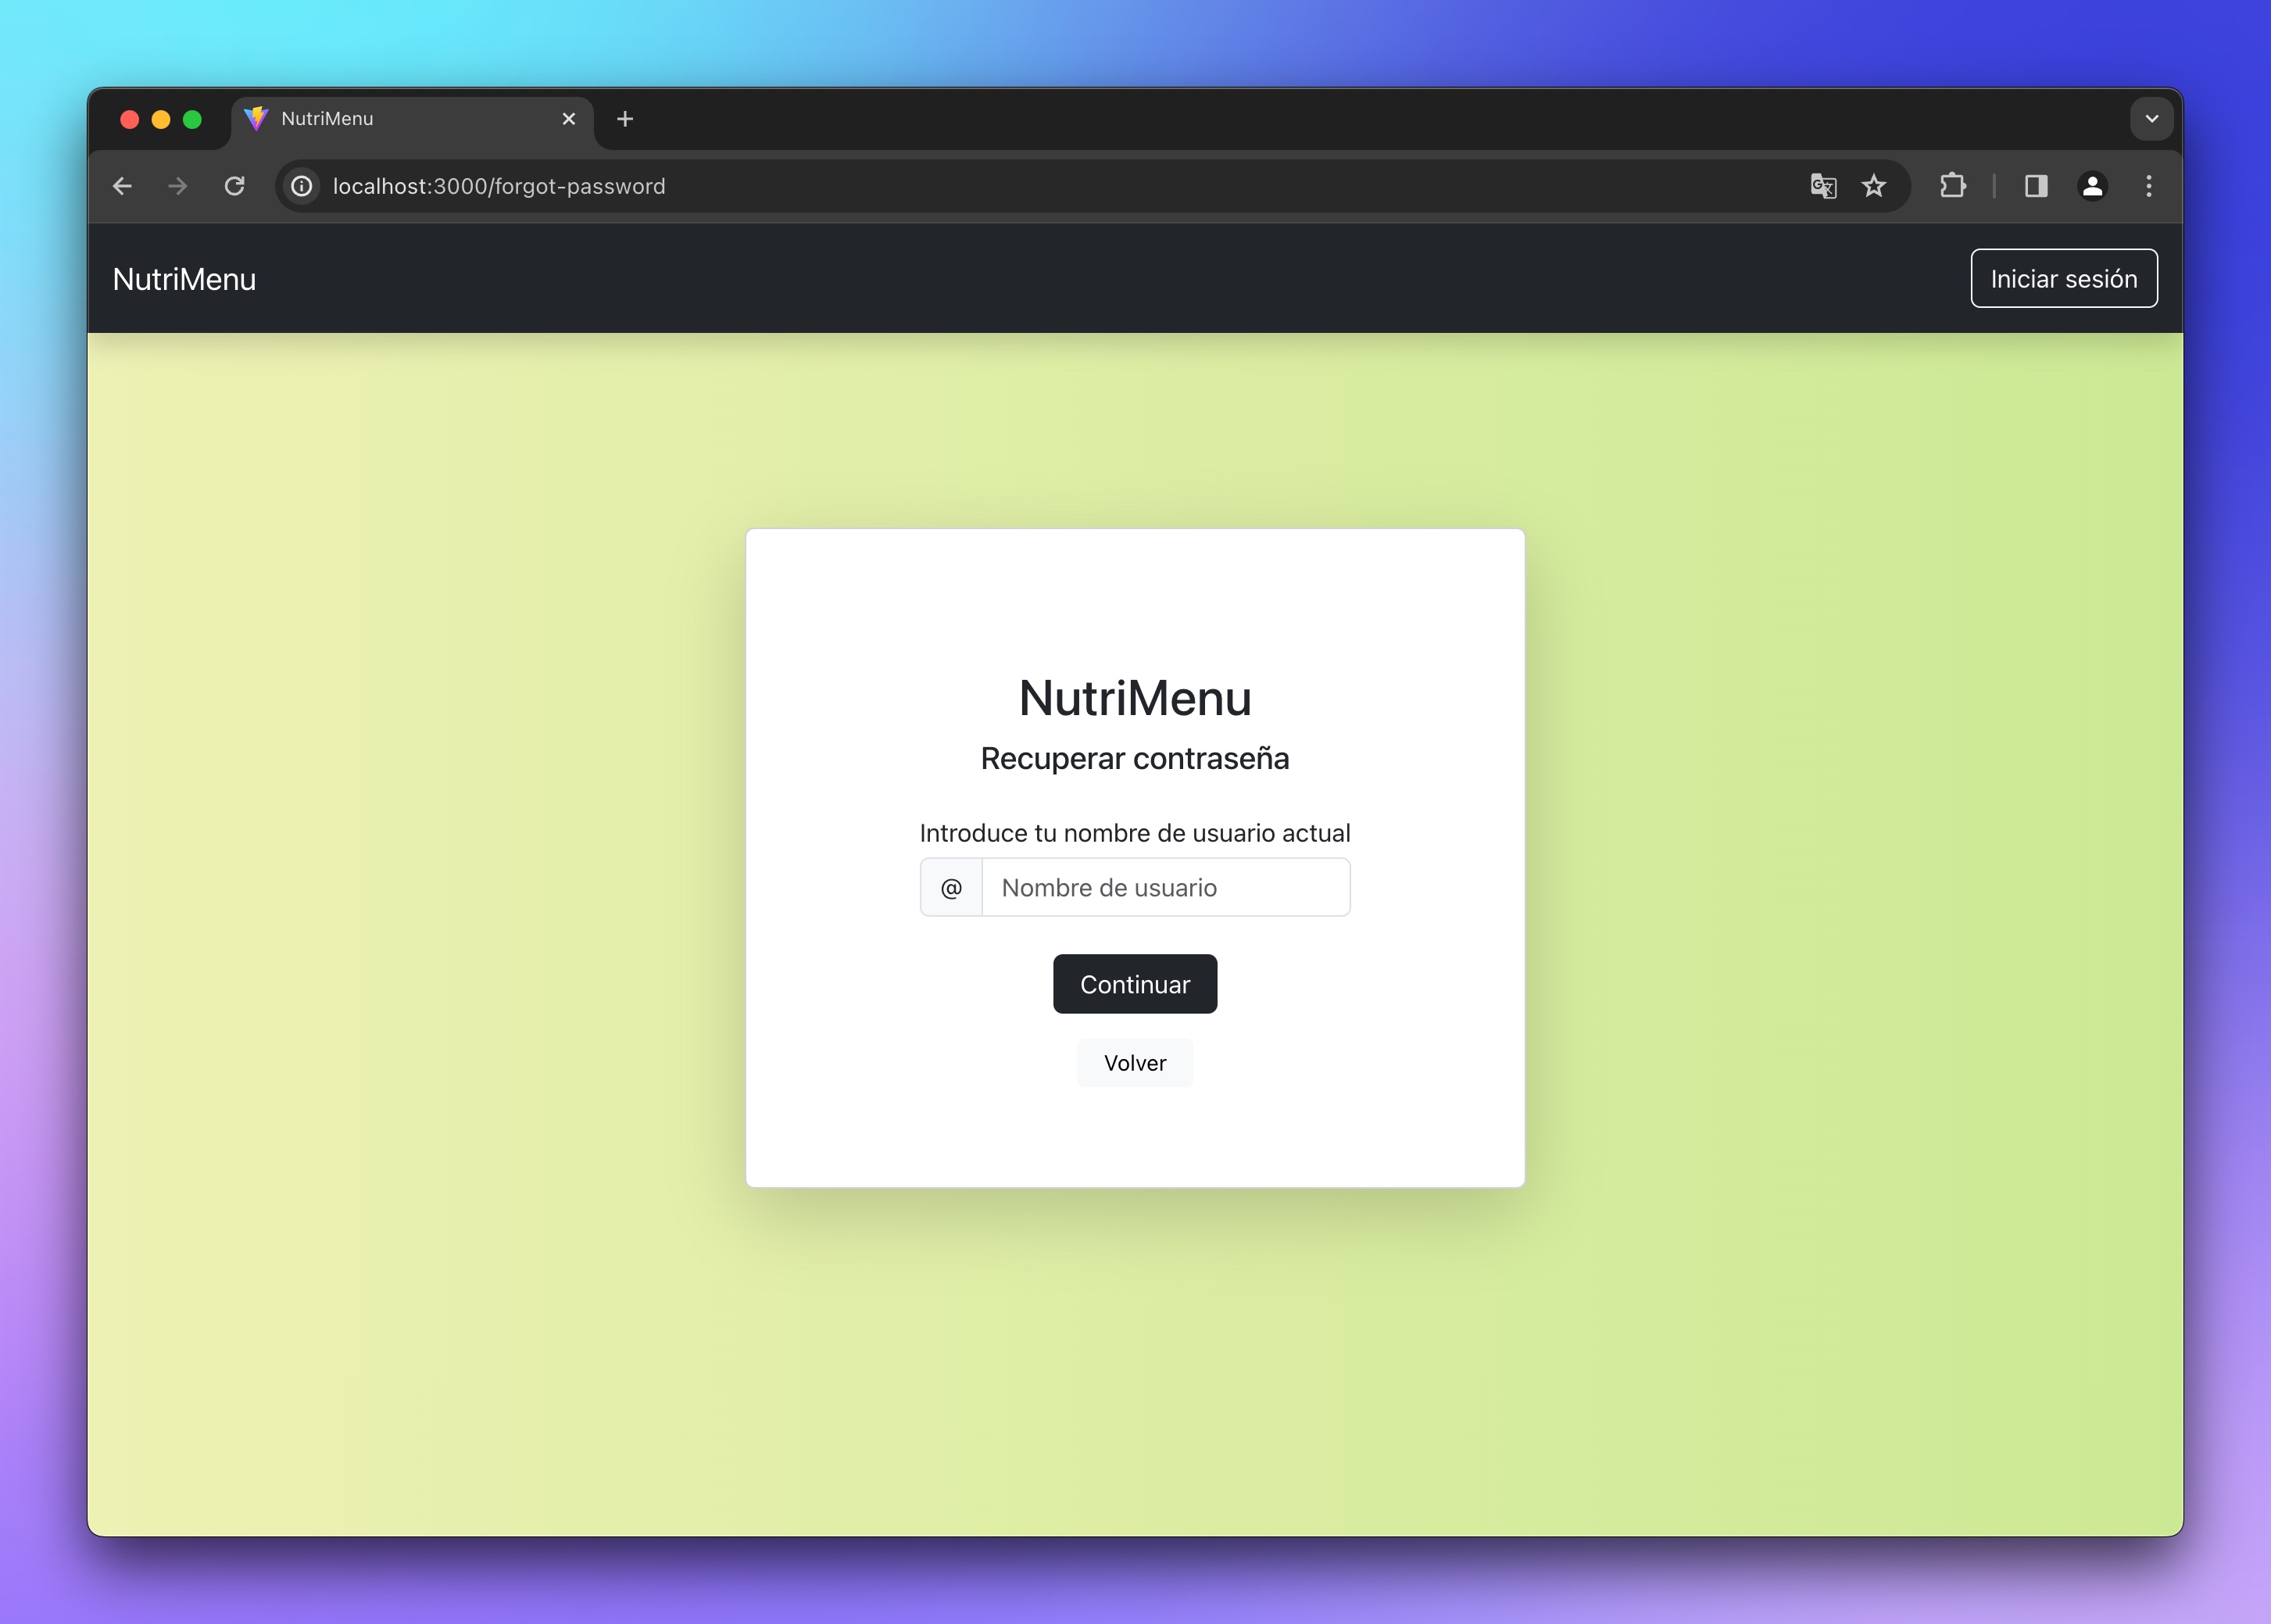 NutriMenu
localhost:3000/forgot-password
NutriMenu
Iniciar sesión
NutriMenu
Recuperar contraseña
Introduce tu nombre de usuario actual
@ Nombre de usuario
Continuar
Volver